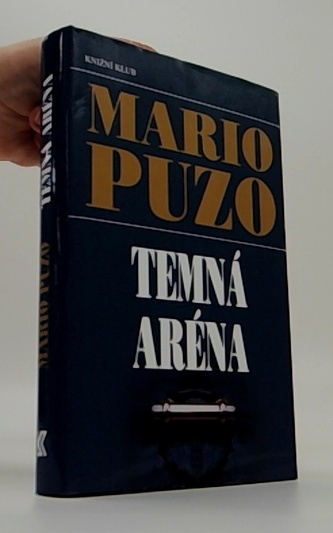 KNIŽNÍ KLUB
MARIO
PUZO
TEMNÁ
ARÉNA
MARIO PUZO
TEMNÁ ARÉNA